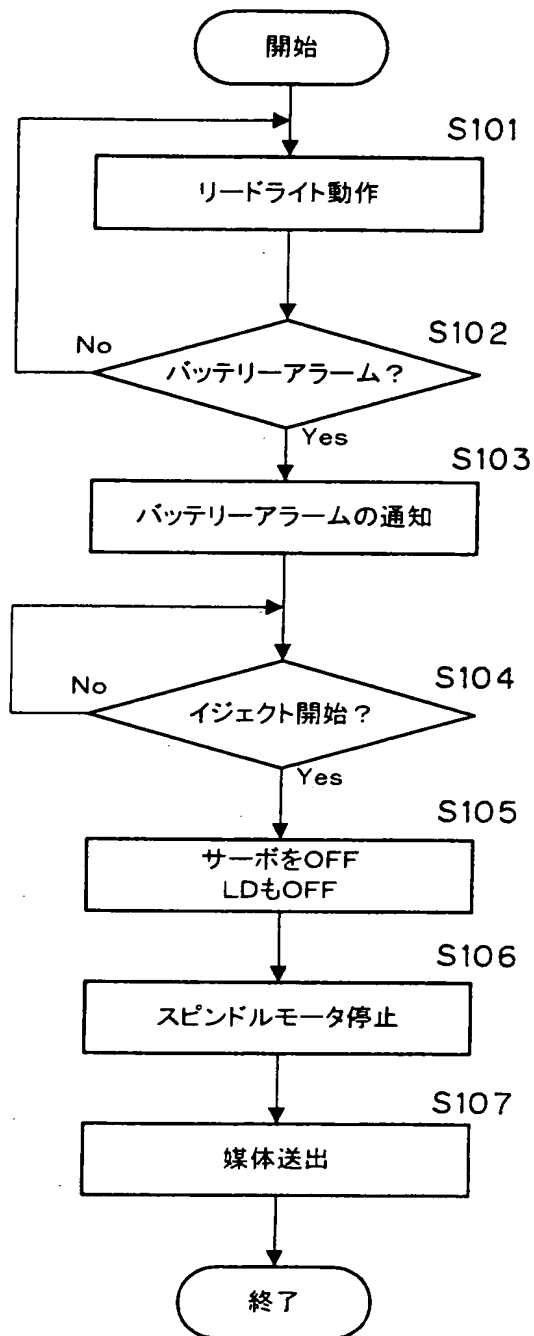 開始
S101
リードライト動作
S102
No
バッテリーアラーム?
Yes
S103
バッテリーアラームの通知
S104
No
イジェクト開始?
Yes
S105
サーボをOFF
LDもOFF
S106
スピンドルモータ停止
S107
媒体送出
終了